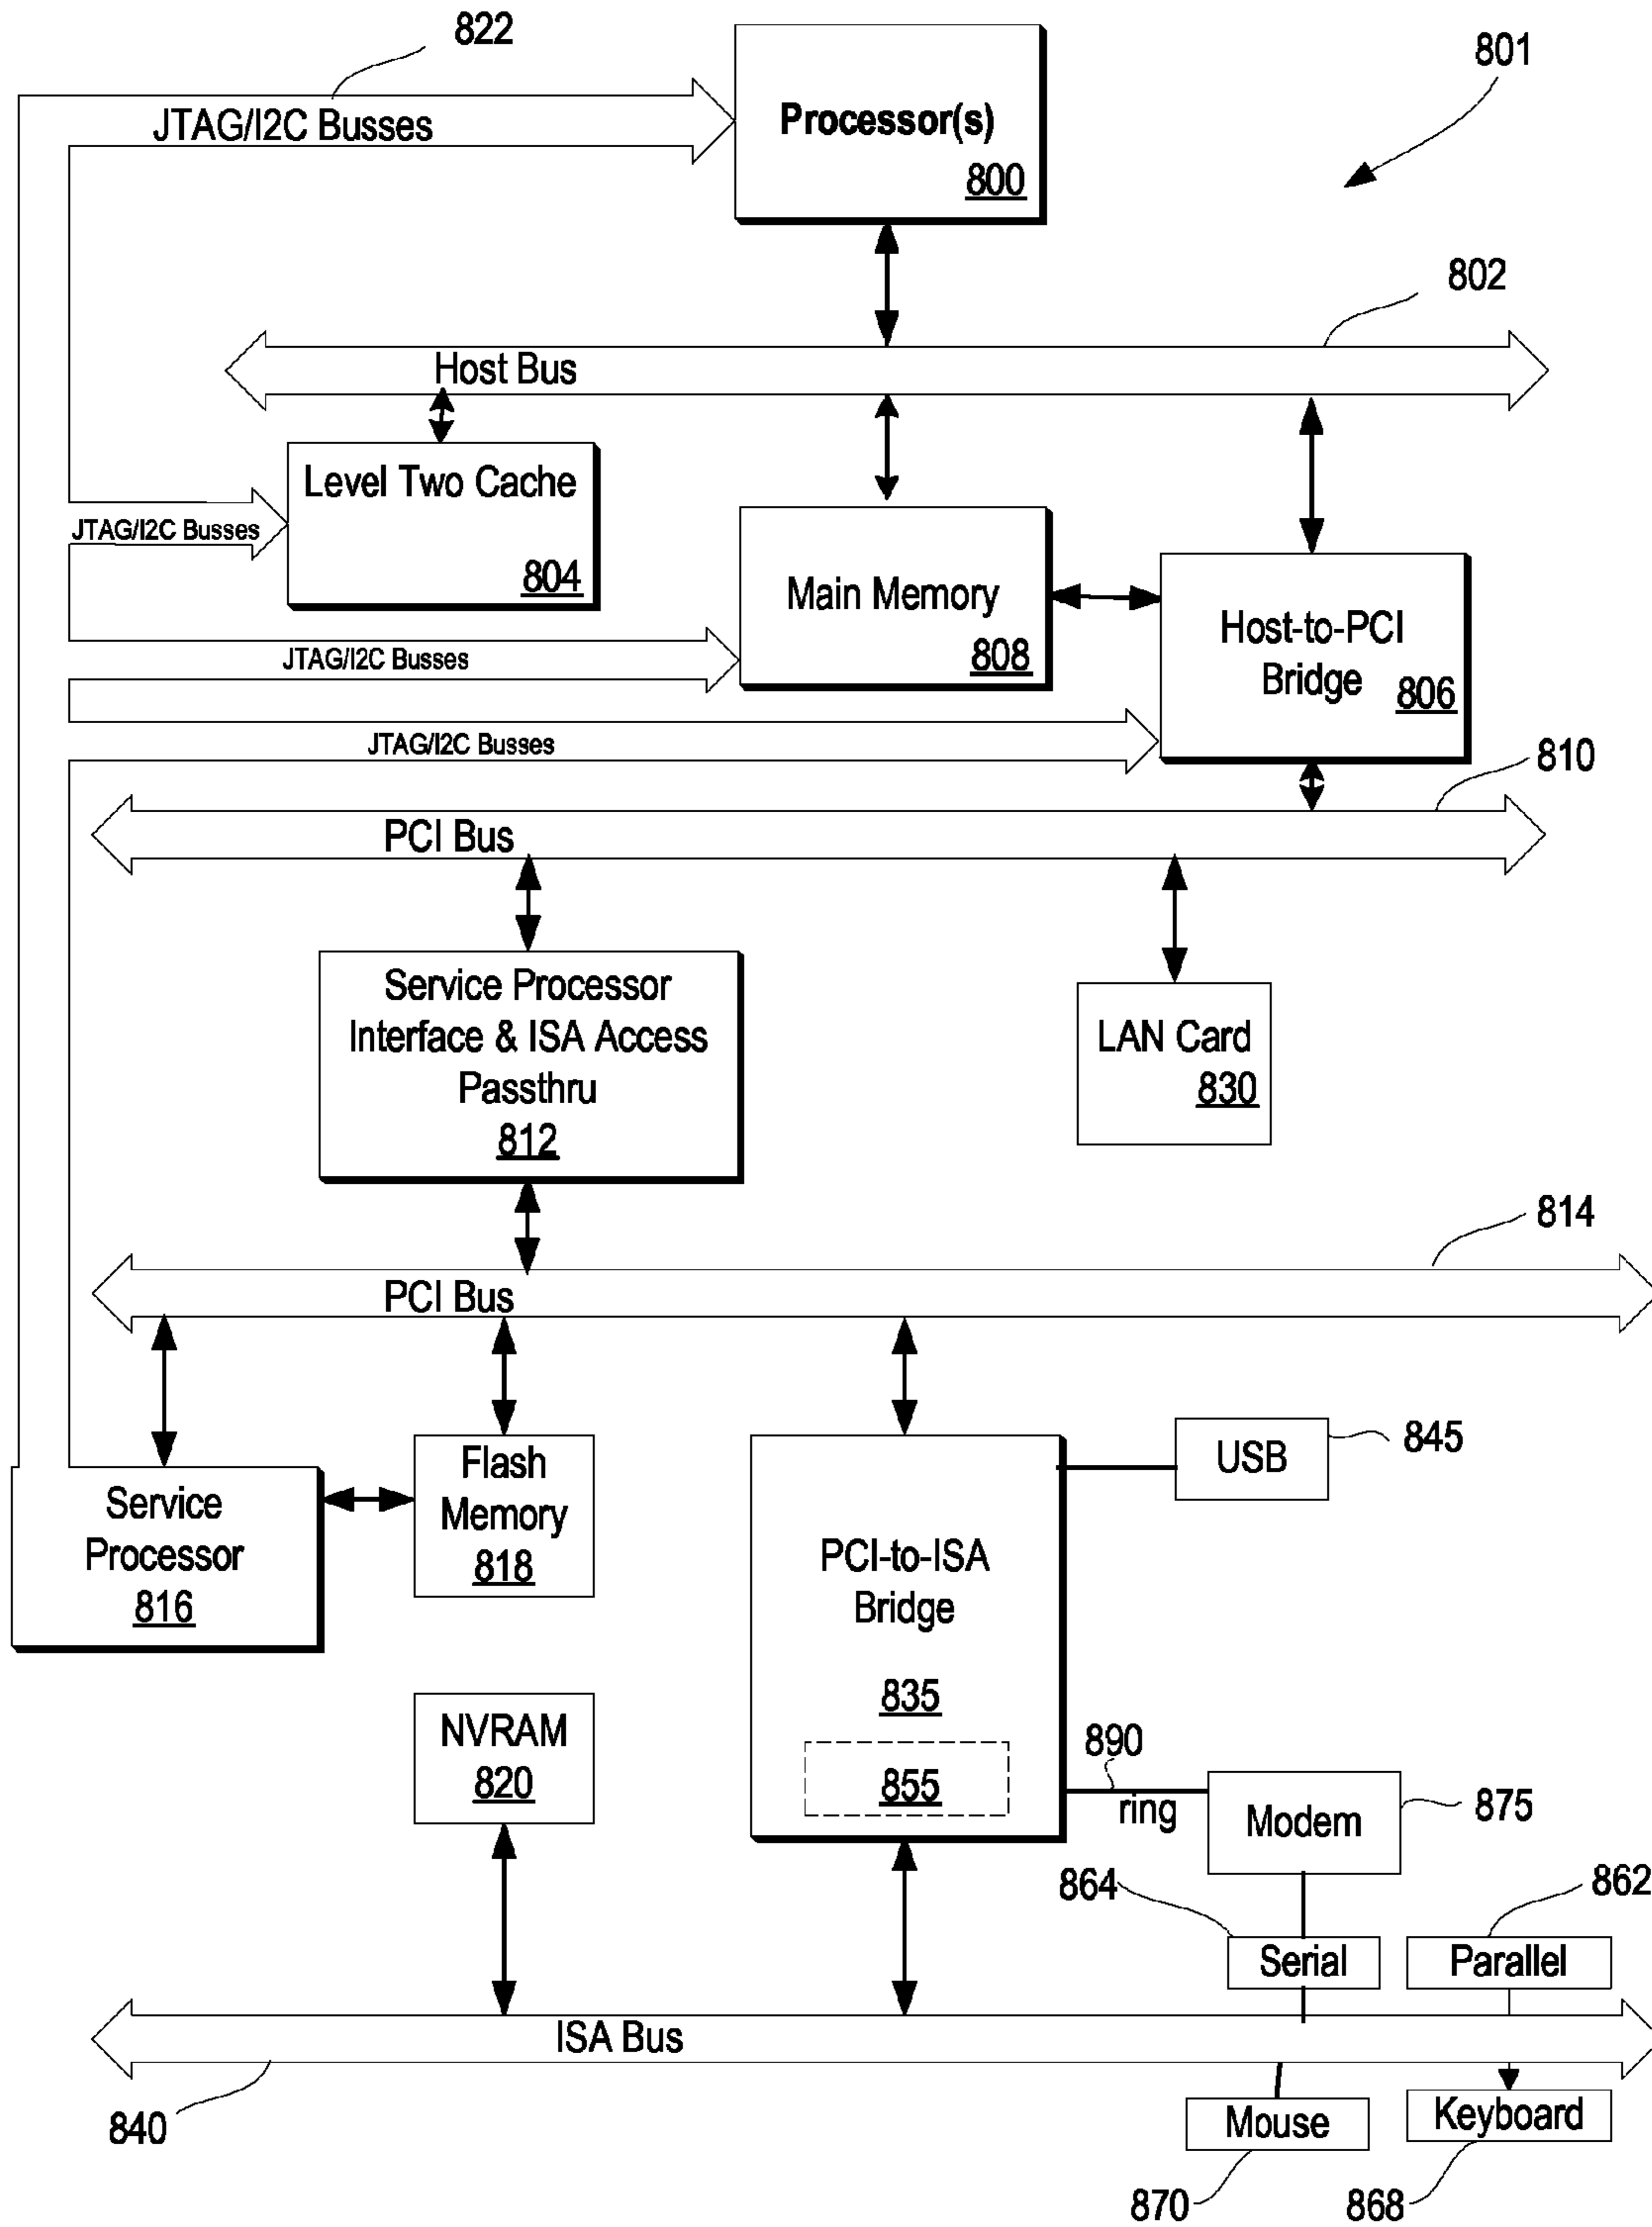 822
801
JTAG/I2C Busses
Processor(s)
800
802
Host Bus
Level Two Cache
804
JTAG/I2C Busses
Main Memory
808
Host-to-PCI
Bridge
806
JTAG/I2C Busses
JTAG/I2C Busses
810
PCI Bus
Service Processor
Interface & ISA Access
Passthru
812
LAN Card
830
814
PCI Bus
Service
Processor
816
Flash
Memory
818
USB
845
PCI-to-ISA
Bridge
835
855
NVRAM
820
890
ring
Modem
875
864
862
Serial
Parallel
ISA Bus
840
Mouse
Keyboard
870
868